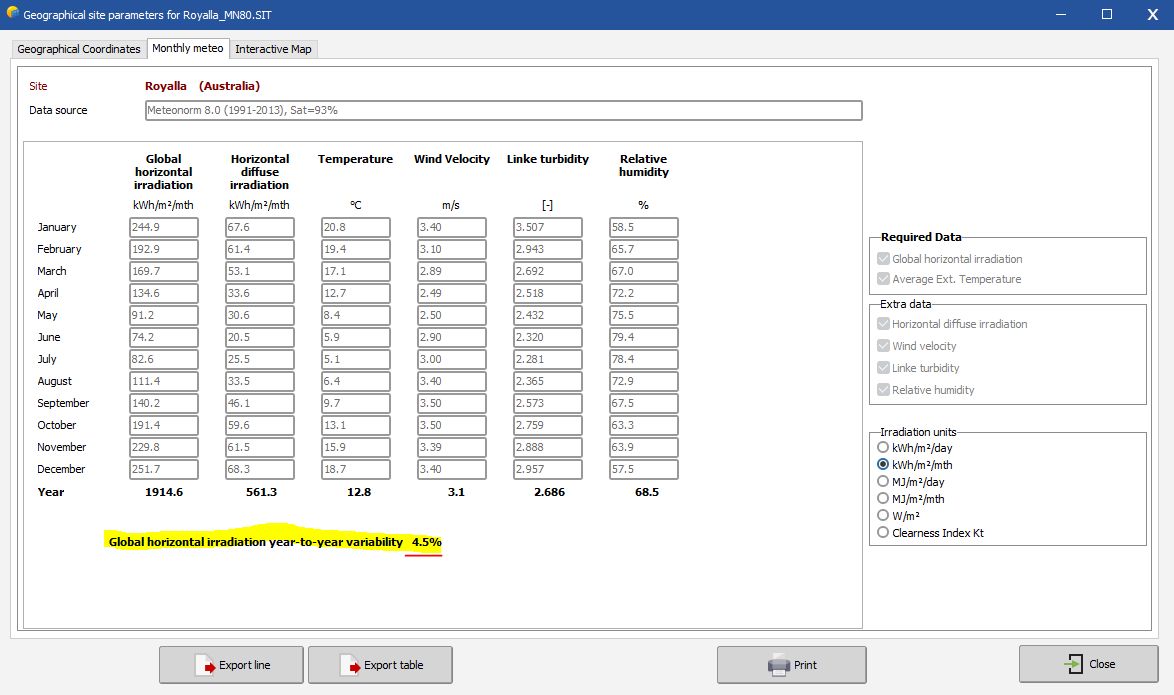 Geographical site parameters for Royalla_MN80.SIT
Geographical Coordinates Monthly meteo Interactive Map
Site Royalla (Australia)
Data source Meteonorm 8.0 (1991-2013), Sat=93%
Global horizontal irradiation Horizontal diffuse irradiation Temperature Wind Velocity Linke turbidity Relative humidity
kWh/m²/mth kWh/m²/mth °C m/s [-] %
January 244.9 67.6 20.8 3.40 3.507 58.5
February 192.9 61.4 19.4 3.10 2.943 65.7
March 169.7 53.1 17.1 2.89 2.692 67.0
April 134.6 33.6 12.7 2.49 2.518 72.2
May 91.2 30.6 8.4 2.50 2.432 75.5
June 74.2 20.5 5.9 2.90 2.320 79.4
July 82.6 25.5 5.1 3.00 2.281 78.4
August 111.4 33.5 6.4 3.40 2.365 72.9
September 140.2 46.1 9.7 3.50 2.573 67.5
October 191.4 59.6 13.1 3.50 2.759 63.3
November 229.8 61.5 15.9 3.39 2.888 63.9
December 251.7 68.3 18.7 3.40 2.957 57.5
Year 1914.6 561.3 12.8 3.1 2.686 68.5
Global horizontal irradiation year-to-year variability 4.5%
Required Data
Global horizontal irradiation
Average Ext. Temperature
Extra data
Horizontal diffuse irradiation
Wind velocity
Linke turbidity
Relative humidity
Irradiation units
kWh/m²/day
kWh/m²/mth
MJ/m²/day
MJ/m²/mth
W/m²
Clearness Index Kt
Export line Export table Print Close